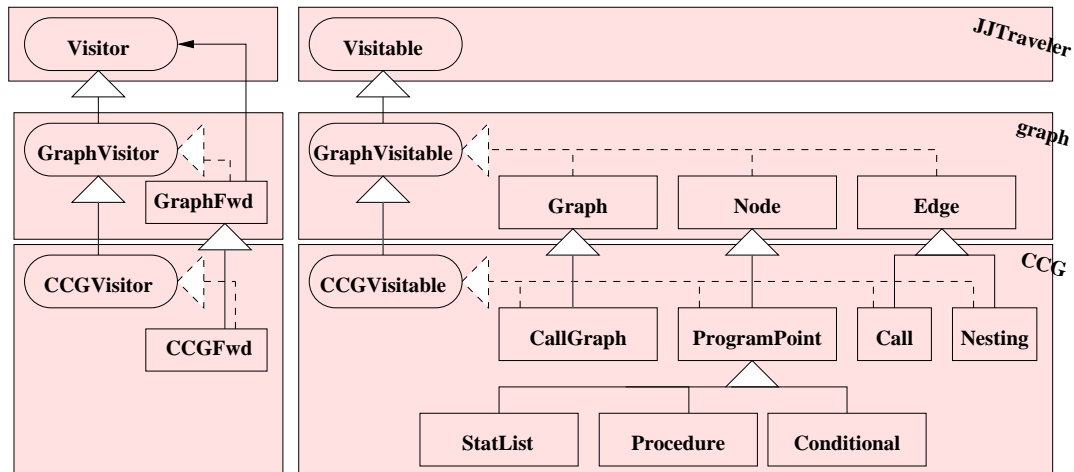 Visitor
Visitable
JJTraveler
GraphVisitor
GraphVisitable
graph
GraphFwd
Graph
Node
Edge
CCGVisitor
CCGVisitable
CCG
CCGFwd
CallGraph
ProgramPoint
Call
Nesting
StatList
Procedure
Conditional